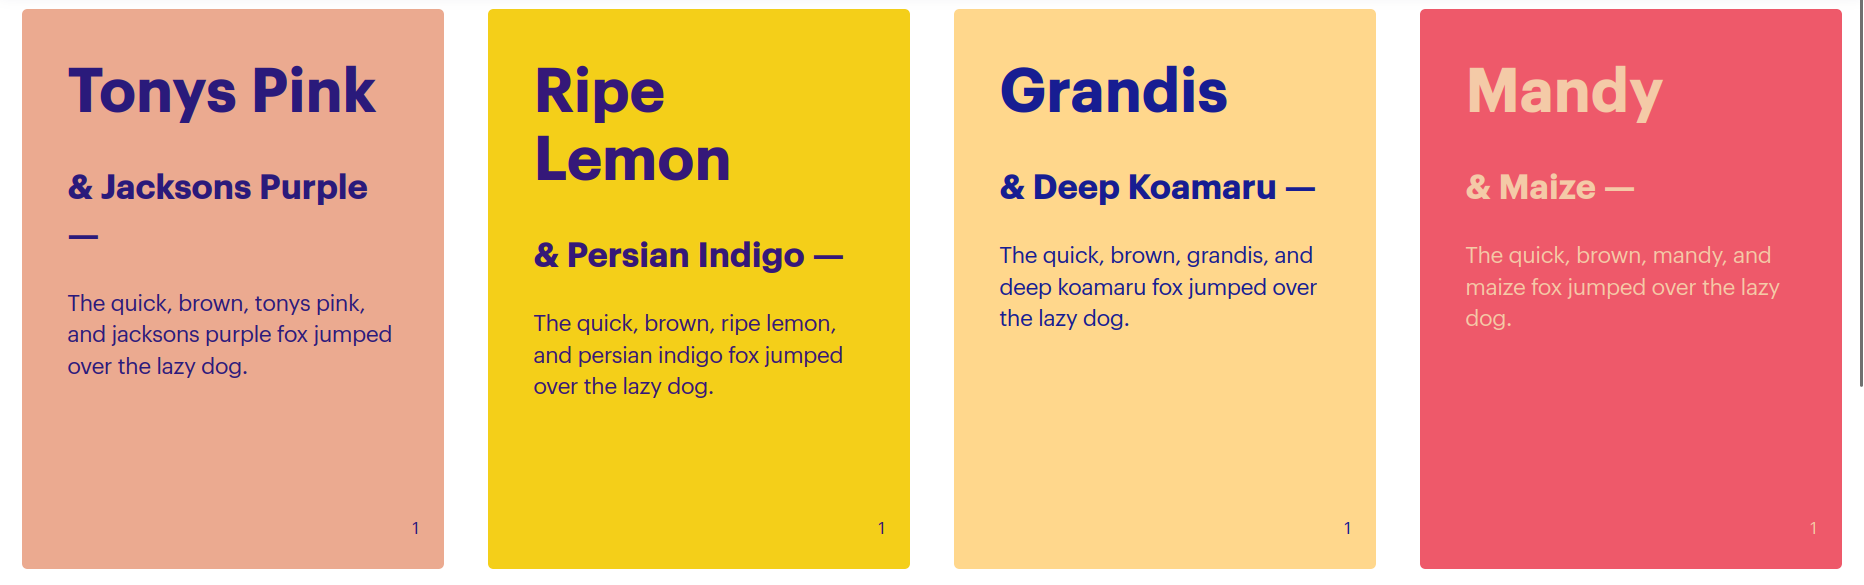 Tonys Pink
& Jacksons Purple
—
The quick, brown, tonys pink,
and jacksons purple fox jumped
over the lazy dog.
1
Ripe
Lemon
& Persian Indigo —
The quick, brown, ripe lemon,
and persian indigo fox jumped
over the lazy dog.
1
Grandis
& Deep Koamaru —
The quick, brown, grandis, and
deep koamaru fox jumped over
the lazy dog.
1
Mandy
& Maize —
The quick, brown, mandy, and
maize fox jumped over the lazy
dog.
1